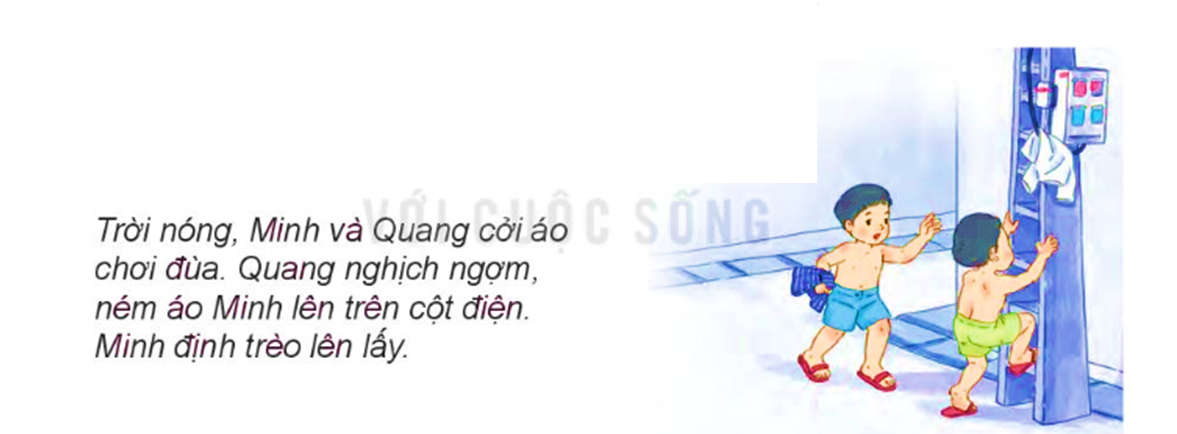 VỚI CUỘC SỐNG
Trời nóng, Minh và Quang cởi áo
chơi đùa. Quang nghịch ngợm,
ném áo Minh lên trên cột điện.
Minh định trèo lên lấy.